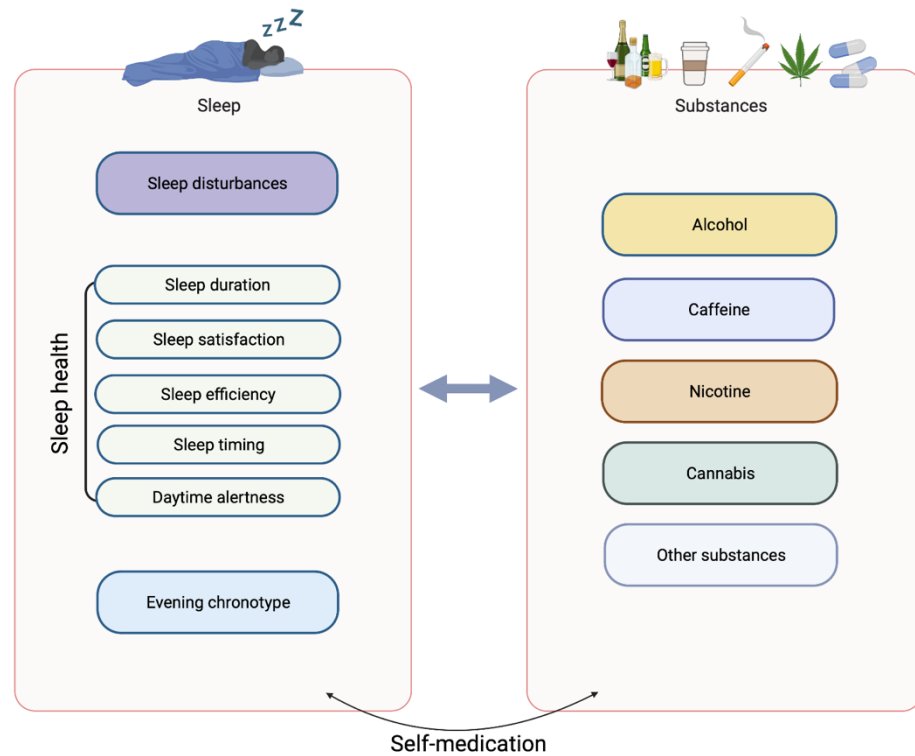 zzZ
Sleep
Substances
Sleep disturbances
Sleep health
Sleep duration
Sleep satisfaction
Sleep efficiency
Sleep timing
Daytime alertness
Evening chronotype
Alcohol
Caffeine
Nicotine
Cannabis
Other substances
Self-medication